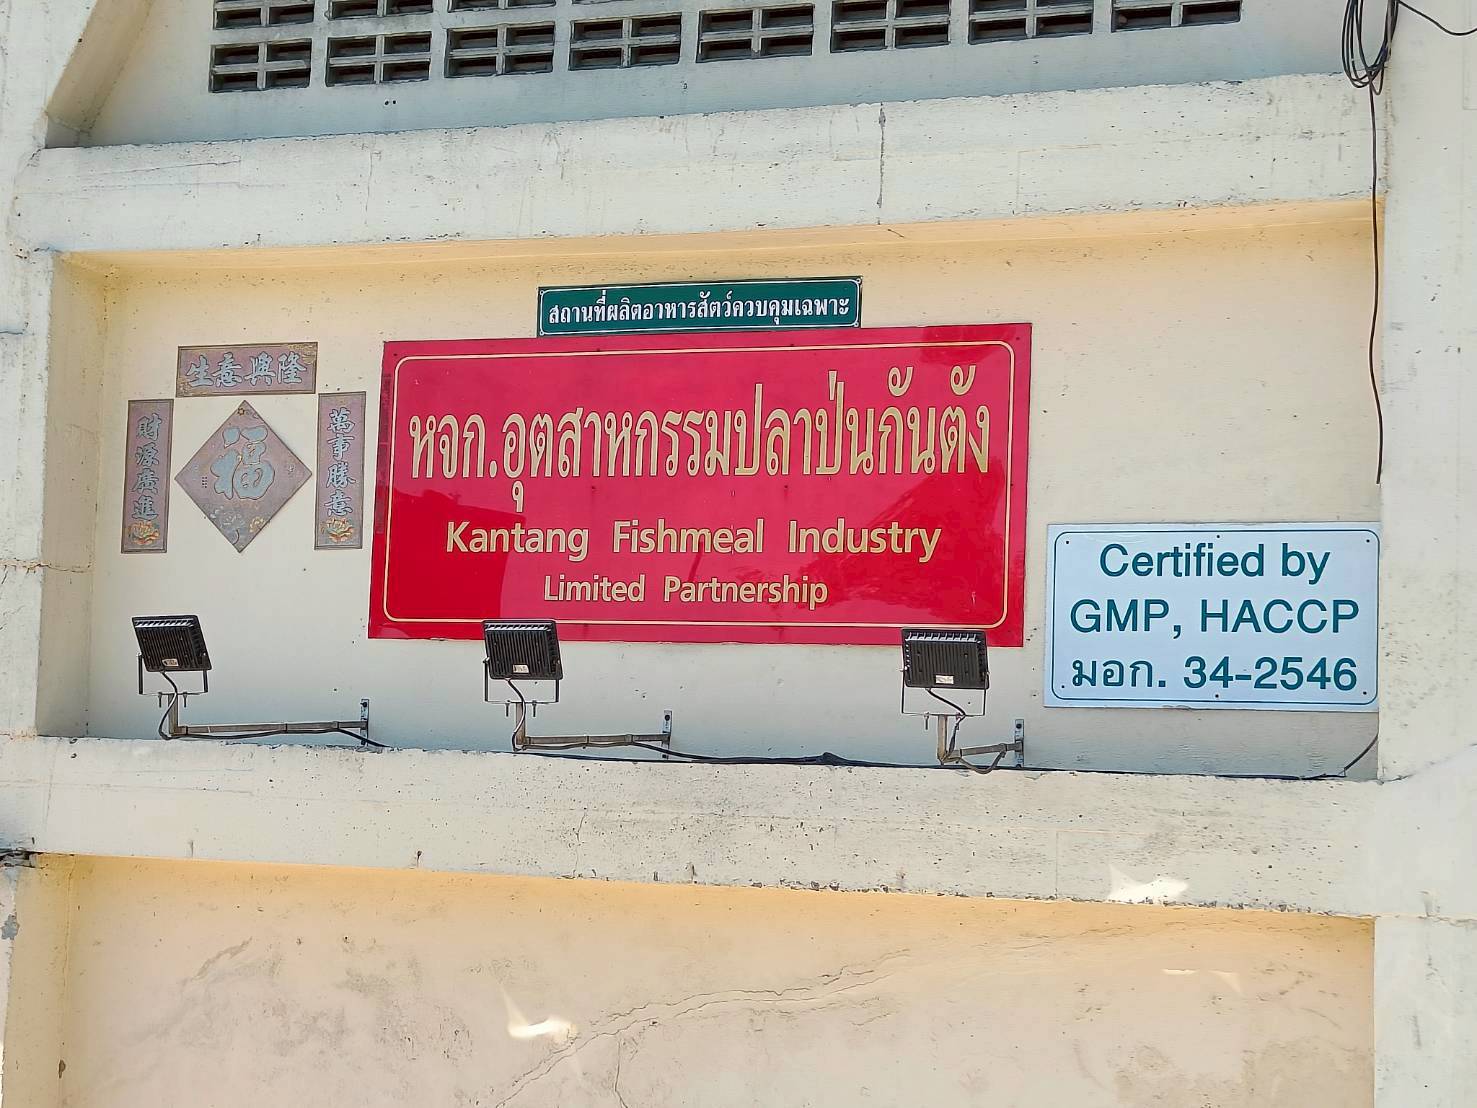 สถานที่ผลิตอาหารสัตว์ควบคุมเฉพาะ
生意興隆
財源廣進
福
萬事勝意
หจก.อุตสาหกรรมปลาป่นกันตัง
Kantang Fishmeal Industry
Limited Partnership
Certified by
GMP, HACCP
มอก. 34-2546